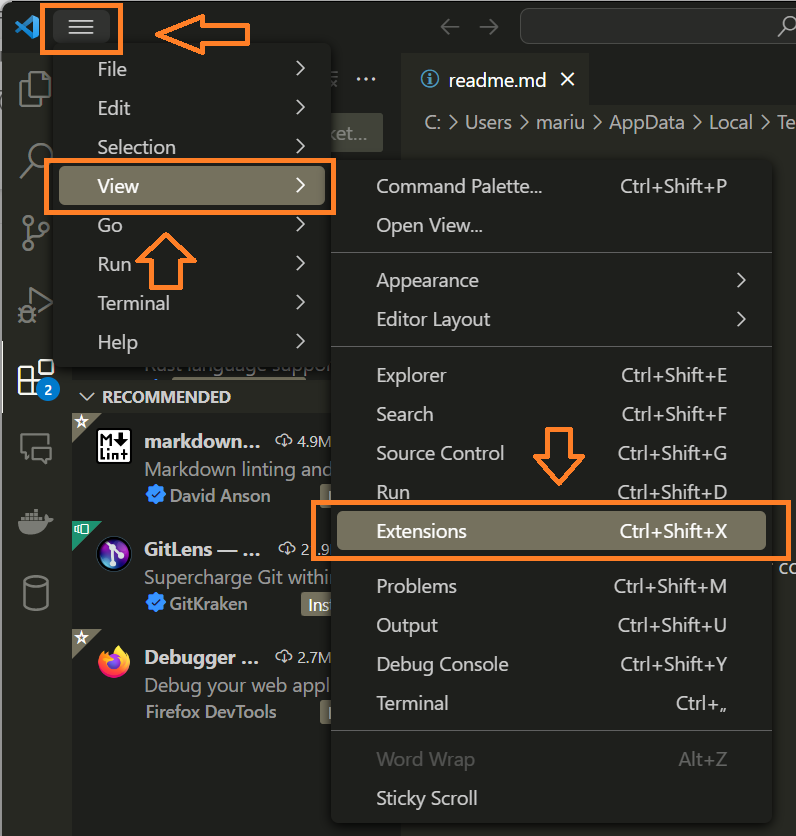 readme.md
C: > Users > mariu > AppData > Local > Te
File
Edit
Selection
View
Go
Run
Terminal
Help
Command Palette... Ctrl+Shift+P
Open View...
Appearance
Editor Layout
Explorer Ctrl+Shift+E
Search Ctrl+Shift+F
Source Control Ctrl+Shift+G
Run Ctrl+Shift+D
Extensions Ctrl+Shift+X
Problems Ctrl+Shift+M
Output Ctrl+Shift+U
Debug Console Ctrl+Shift+Y
Terminal Ctrl+„
Word Wrap Alt+Z
Sticky Scroll
ket...
2
RECOMMENDED
markdown... 4.9M
Markdown linting and
David Anson
GitLens — ...
Supercharge Git within
GitKraken
Ins
Debugger ... 2.7M
Debug your web appl
Firefox DevTools